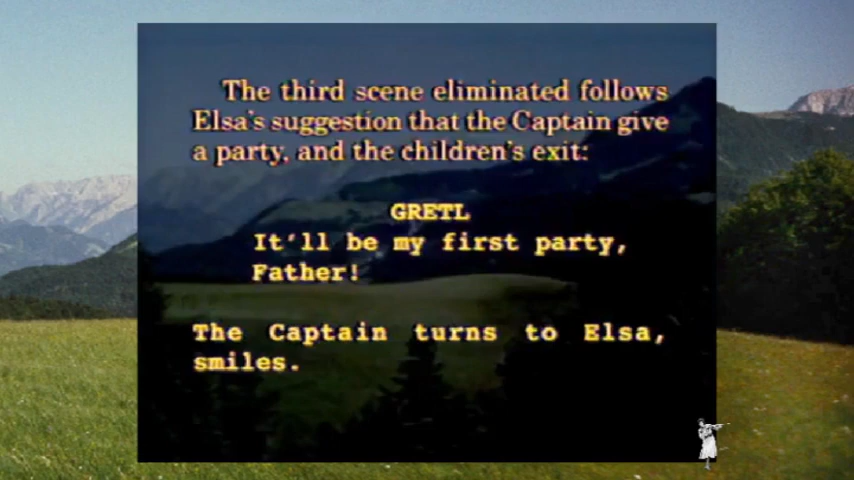 The third scene eliminated follows
Elsa's suggestion that the Captain give
a party, and the children's exit:
GRETL
It'll be my first party,
Father!
The Captain turns to Elsa,
smiles.